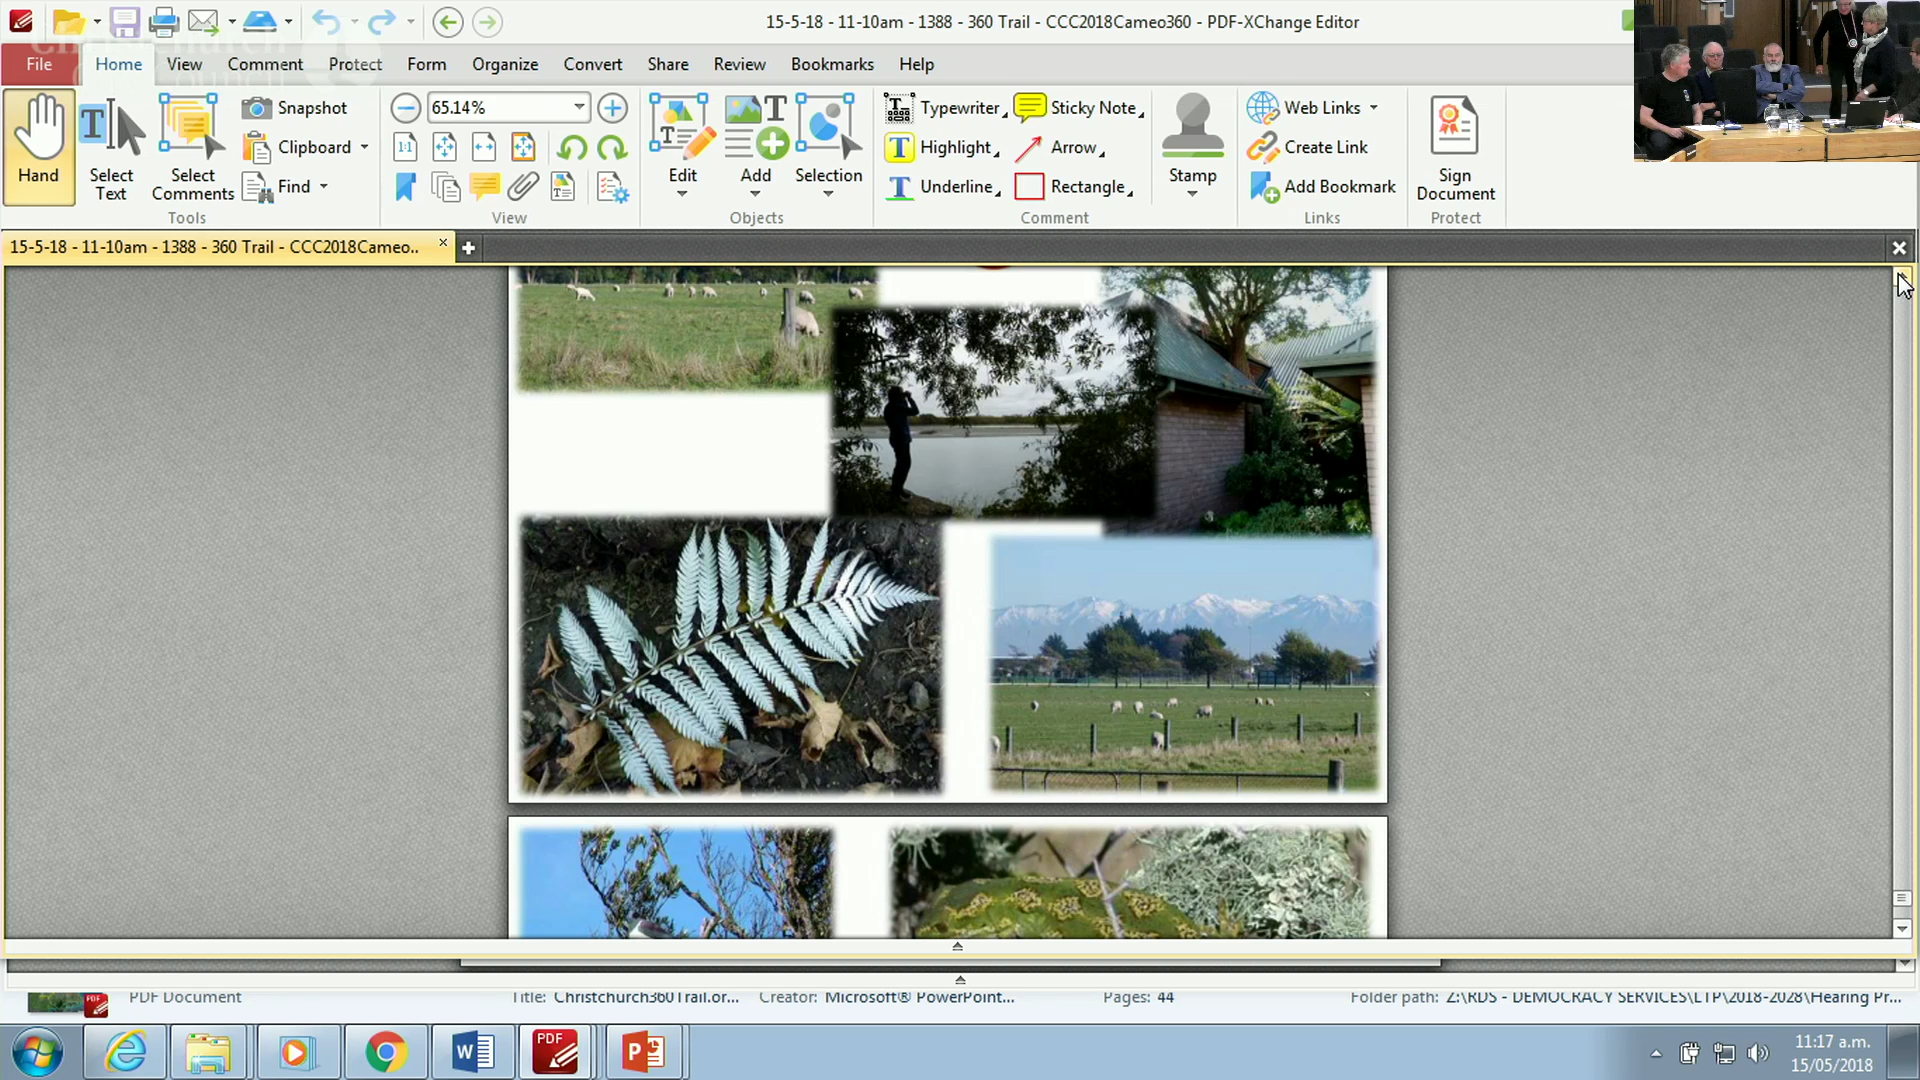 15-5-18 - 11-10am - 1388 - 360 Trail - CCC2018Cameo360 - PDF-XChange Editor
File Home View Comment Protect Form Organize Convert Share Review Bookmarks Help
Hand
Select Text
Select Comments
Snapshot
Clipboard
Find
Tools
65.14%
1:1
View
Edit
Add
Selection
Objects
Typewriter
Sticky Note
Highlight
Arrow
Underline
Rectangle
Comment
Stamp
Web Links
Create Link
Add Bookmark
Links
Sign Document
Protect
15-5-18 - 11-10am - 1388 - 360 Trail - CCC2018Cameo..
PDF Document Title: Christchurch360Trail.or... Creator: Microsoft® PowerPoint... Pages: 44 Folder path: Z:\RDS - DEMOCRACY SERVICES\LTP\2018-2028\Hearing Pr...
PDF
11:17 a.m.
15/05/2018